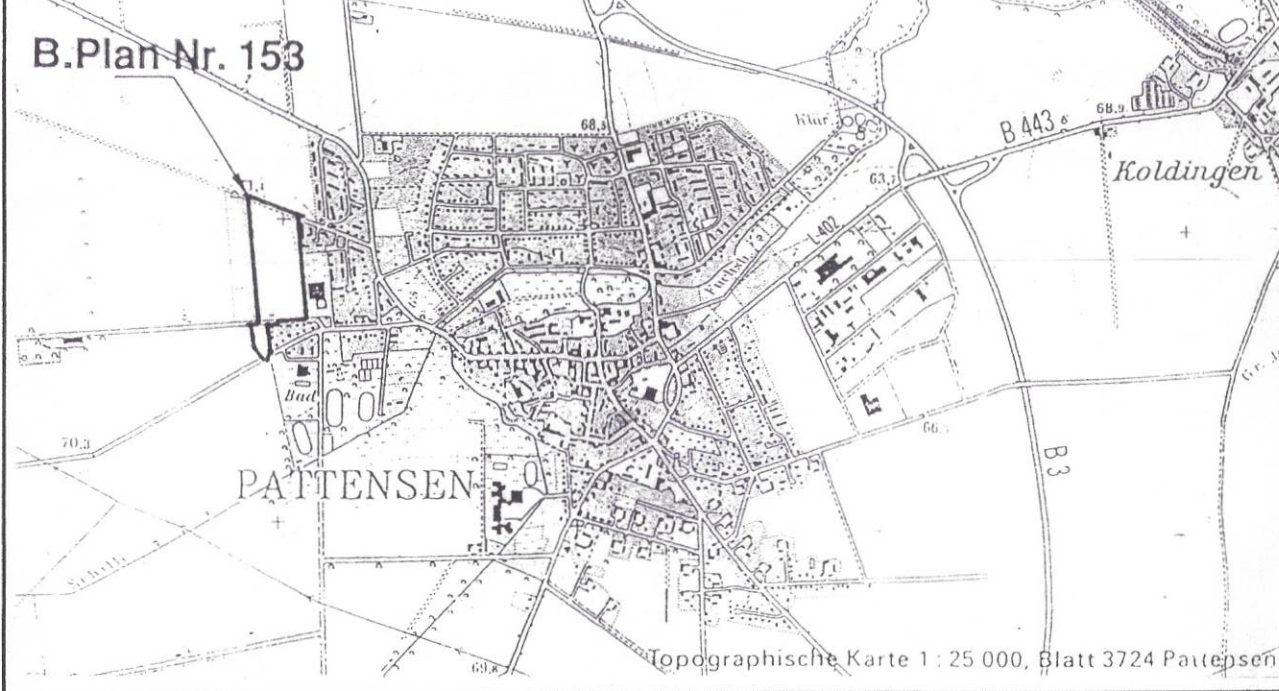 B.Plan Nr. 153
68,5
Klär.
B 443
68,9
Koldingen
63,7
L 402
Bad
70,3
PATTENSEN
B 3
69,8
Topographische Karte 1 : 25 000, Blatt 3724 Pattensen